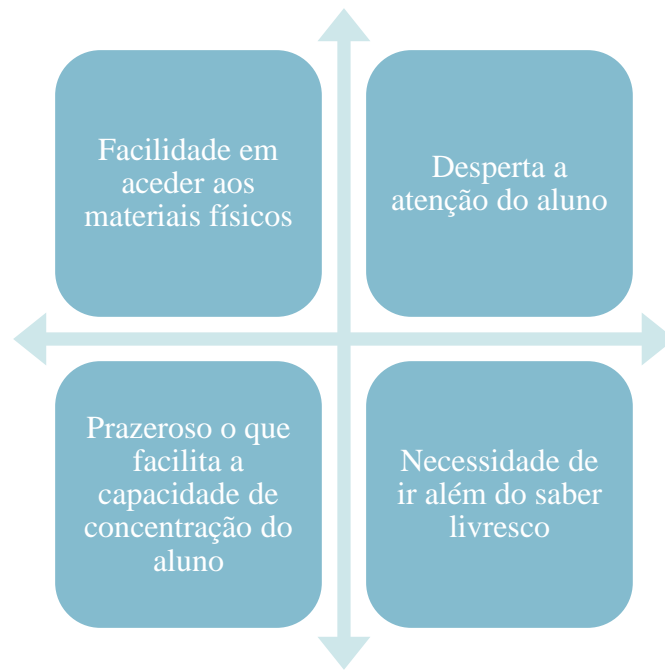 Facilidade em
aceder aos
materiais físicos
Desperta a
atenção do aluno
Prazeroso o que
facilita a
capacidade de
concentração do
aluno
Necessidade de
ir além do saber
livresco